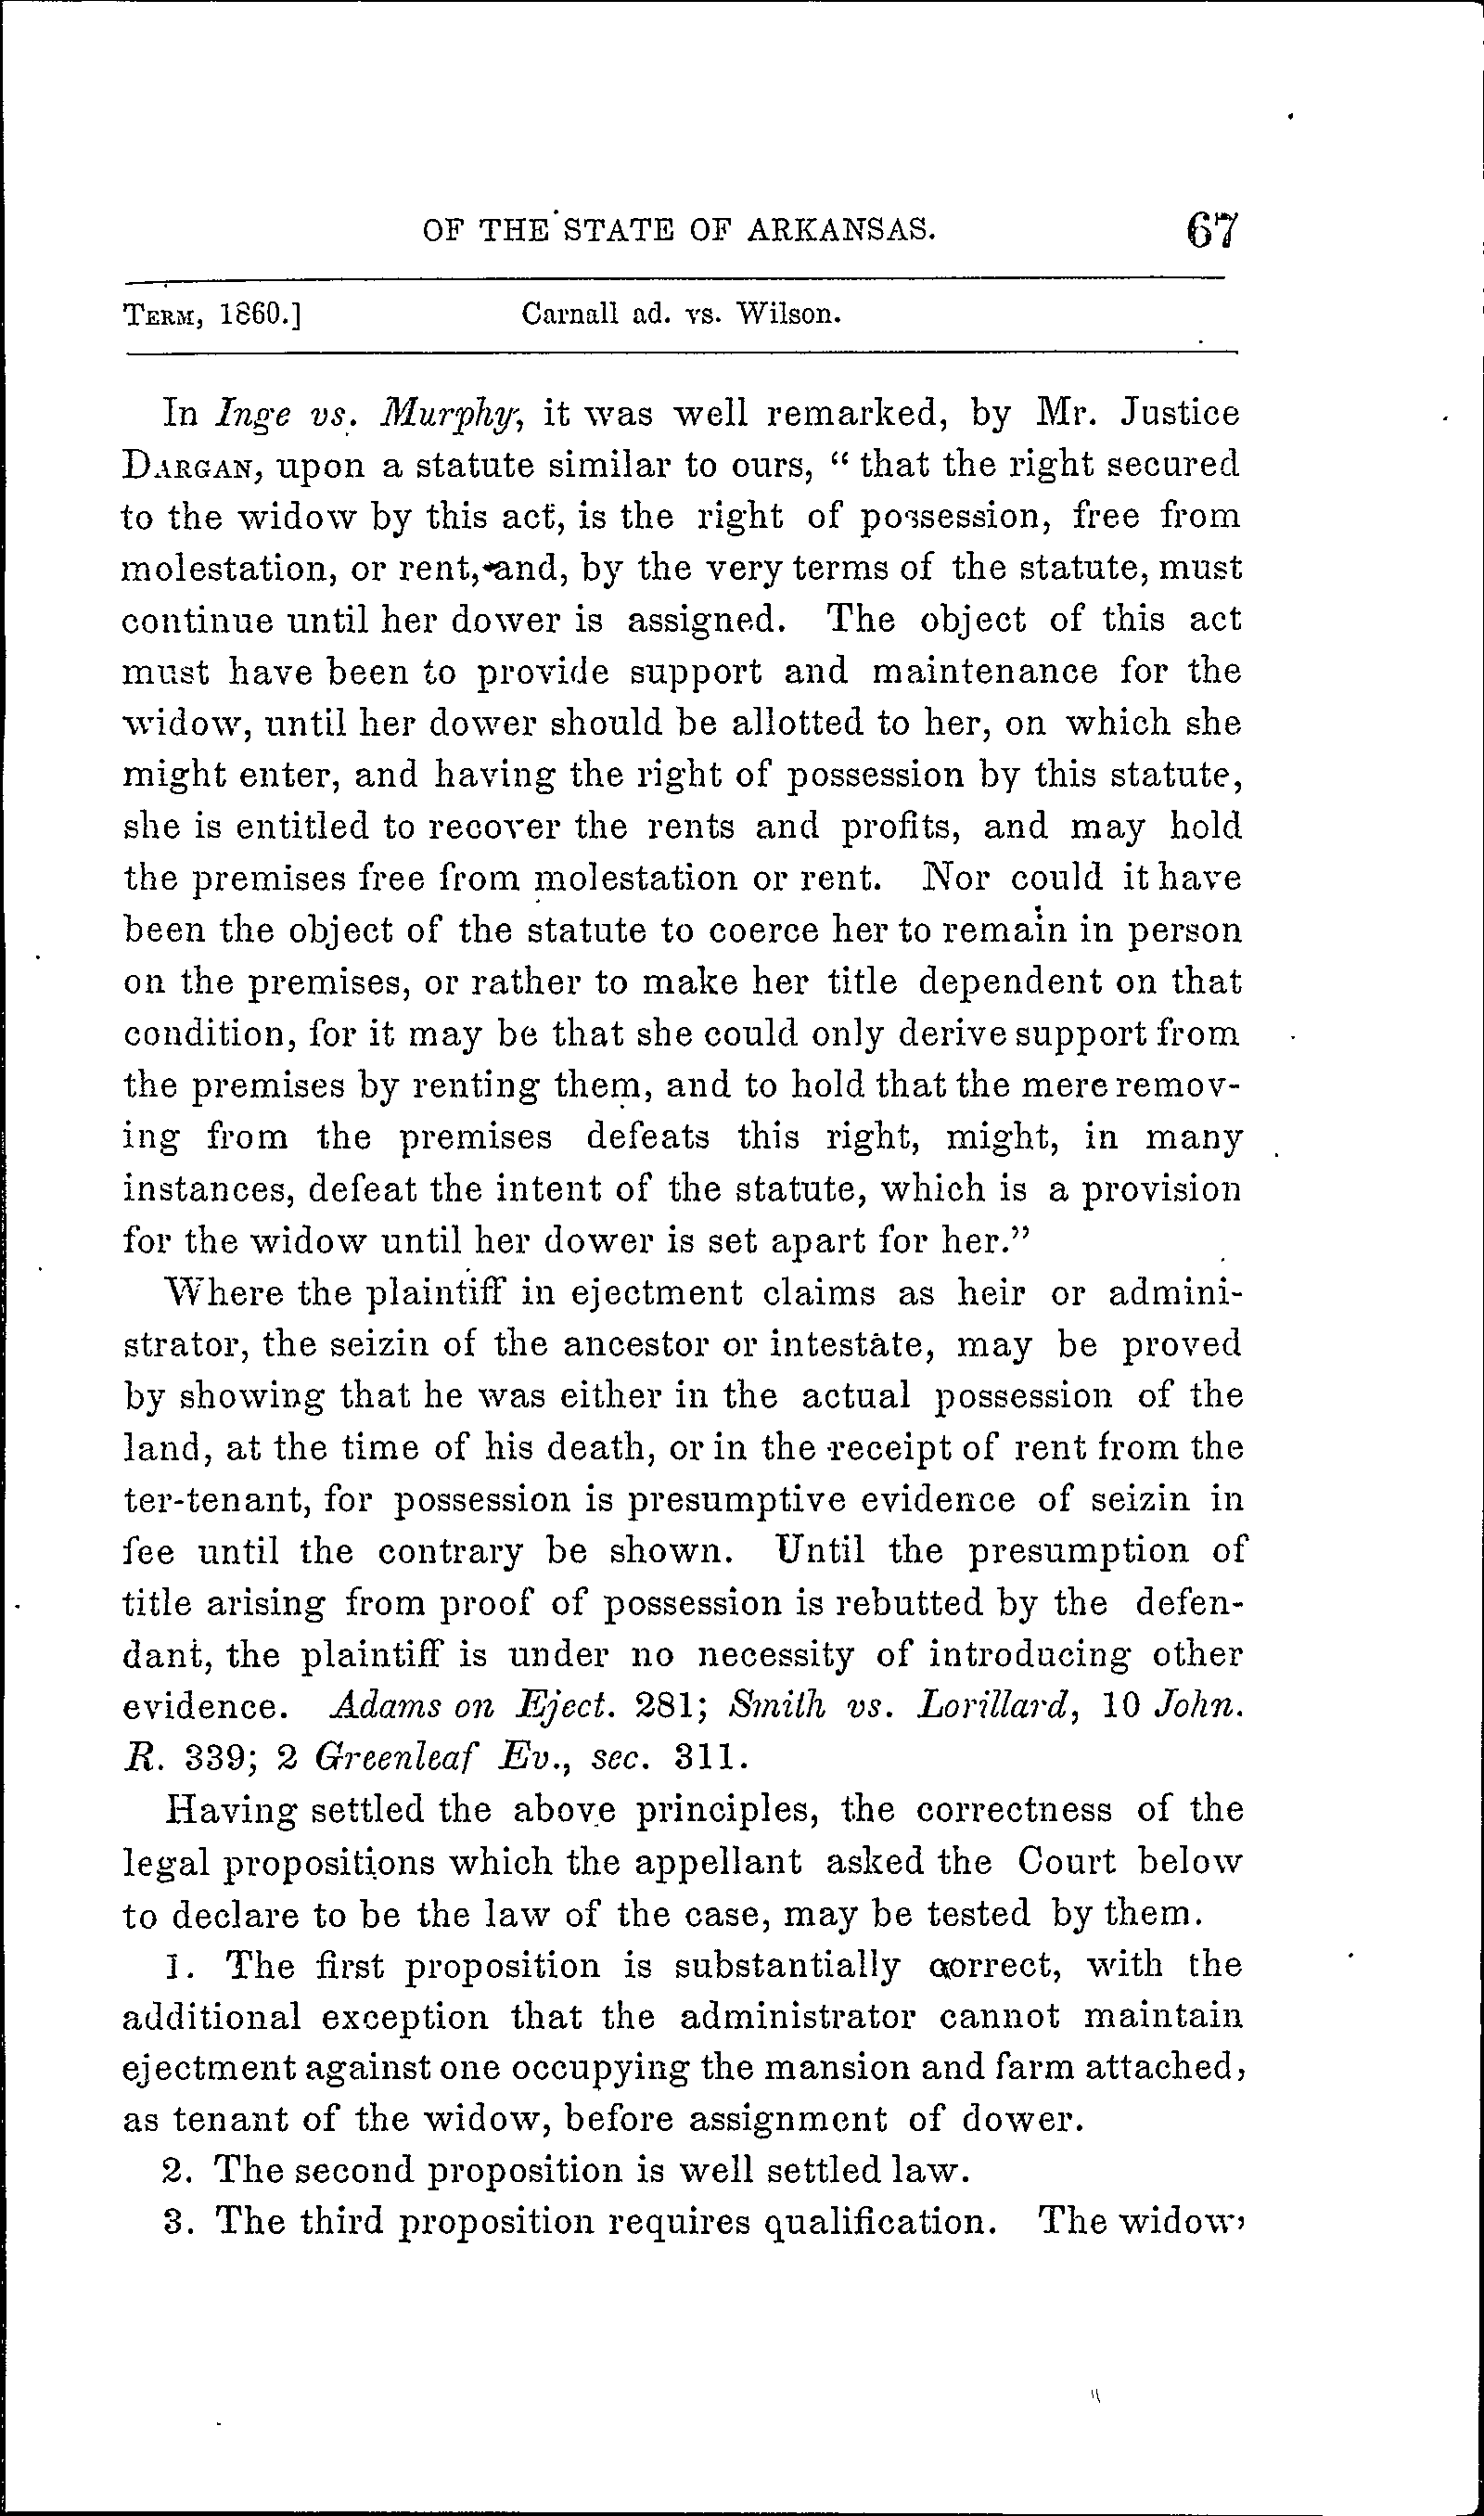 OF THE STATE OF ARKANSAS. 67
TERM, 1860.] Carnall ad. vs. Wilson.
In Inge vs. Murphy, it was well remarked, by Mr. Justice
DARGAN, upon a statute similar to ours, “ that the right secured
to the widow by this act, is the right of possession, free from
molestation, or rent, and, by the very terms of the statute, must
continue until her dower is assigned. The object of this act
must have been to provide support and maintenance for the
widow, until her dower should be allotted to her, on which she
might enter, and having the right of possession by this statute,
she is entitled to recover the rents and profits, and may hold
the premises free from molestation or rent. Nor could it have
been the object of the statute to coerce her to remain in person
on the premises, or rather to make her title dependent on that
condition, for it may be that she could only derive support from
the premises by renting them, and to hold that the mere remov-
ing from the premises defeats this right, might, in many
instances, defeat the intent of the statute, which is a provision
for the widow until her dower is set apart for her.”
Where the plaintiff in ejectment claims as heir or admini-
strator, the seizin of the ancestor or intestate, may be proved
by showing that he was either in the actual possession of the
land, at the time of his death, or in the receipt of rent from the
ter-tenant, for possession is presumptive evidence of seizin in
fee until the contrary be shown. Until the presumption of
title arising from proof of possession is rebutted by the defen-
dant, the plaintiff is under no necessity of introducing other
evidence. Adams on Eject. 281; Smith vs. Lorillard, 10 John.
R. 339; 2 Greenleaf Ev., sec. 311.
Having settled the above principles, the correctness of the
legal propositions which the appellant asked the Court below
to declare to be the law of the case, may be tested by them.
1. The first proposition is substantially correct, with the
additional exception that the administrator cannot maintain
ejectment against one occupying the mansion and farm attached,
as tenant of the widow, before assignment of dower.
2. The second proposition is well settled law.
3. The third proposition requires qualification. The widow,